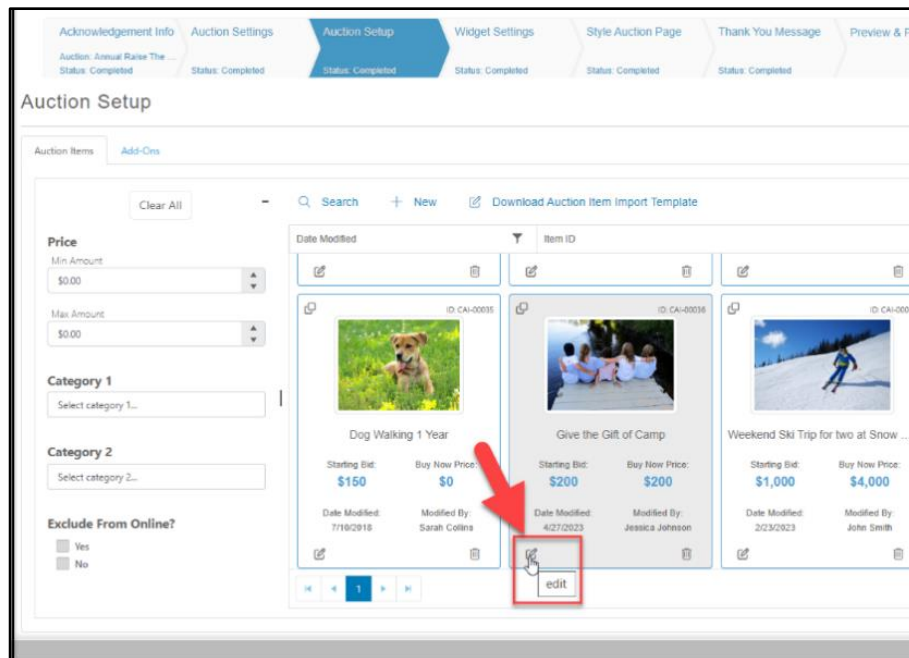 Acknowledgement Info Auction Settings Auction Setup Widget Settings Style Auction Page Thank You Message Preview &
Auction: Annual Raise The ...
Status: Completed Status: Completed Status: Completed Status: Completed Status: Completed Status: Completed
Auction Setup
Auction Items Add-Ons
Clear All - Search + New Download Auction Item Import Template
Price
Date Modified Item ID
Min Amount
$0.00
Max Amount
$0.00
Category 1
Select category 1...
Category 2
Select category 2...
Exclude From Online?
Yes
No
ID: CAI-00035
Dog Walking 1 Year
Starting Bid: Buy Now Price:
$150 $0
Date Modified: Modified By:
7/10/2018 Sarah Collins
ID: CAI-00036
Give the Gift of Camp
Starting Bid: Buy Now Price:
$200 $200
Date Modified: Modified By:
4/27/2023 Jessica Johnson
edit
ID: CAI-000
Weekend Ski Trip for two at Snow ...
Starting Bid: Buy Now Price:
$1,000 $4,000
Date Modified: Modified By:
2/23/2023 John Smith
1